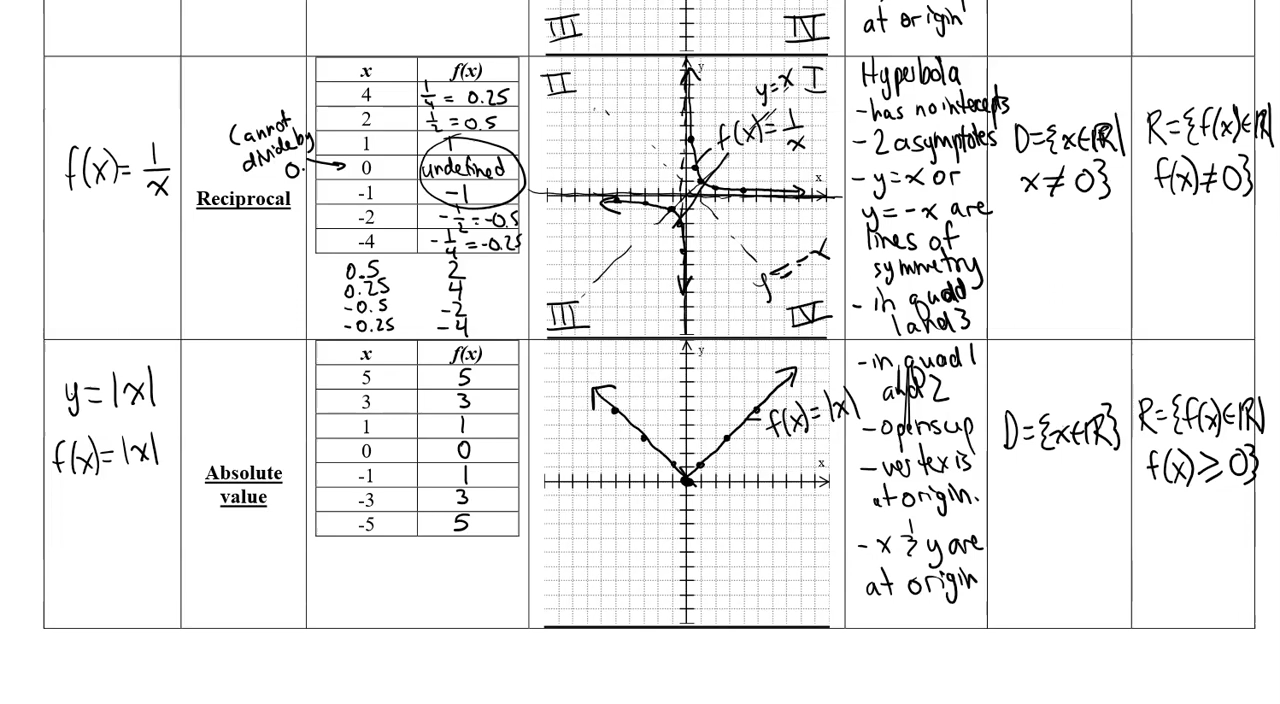 III
IV
at origin
f(x) = 1/x
Reciprocal
Cannot
divide by
0.
x f(x)
4 1/4 = 0.25
2 1/2 = 0.5
1 1
0 undefined
-1 -1
-2 -1/2 = -0.5
-4 -1/4 = -0.25
0.5 2
0.25 4
-0.5 -2
-0.25 -4
II
I
y
y=x
f(x) = 1/x
x
y=-x
III
IV
Hyperbola
- has no intercepts
- 2 asymptotes
- y=x or
y=-x are
lines of
symmetry
- in quad
1 and 3
D={x∈ℝ|
x≠0}
R={f(x)∈ℝ|
f(x)≠0}
y=|x|
f(x)=|x|
Absolute
value
x f(x)
5 5
3 3
1 1
0 0
-1 1
-3 3
-5 5
y
f(x)=|x|
x
- in quad 1
and 2
- opens up
- vertex is
at origin.
- x & y are
at origin
D={x∈ℝ}
R={f(x)∈ℝ|
f(x)≥0}